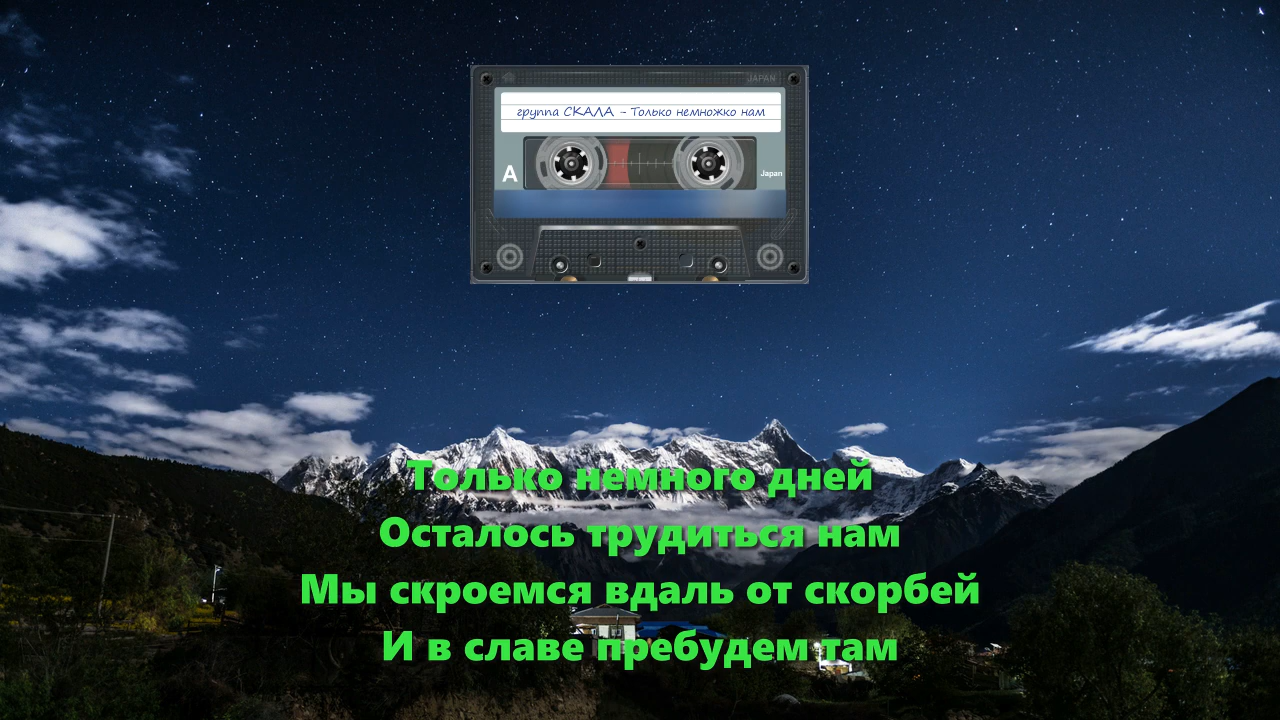 JAPAN
группа СКАЛА - Только немножко нам
A
Japan
Только немного дней
Осталось трудиться нам
Мы скроемся вдаль от скорбей
И в славе пребудем там